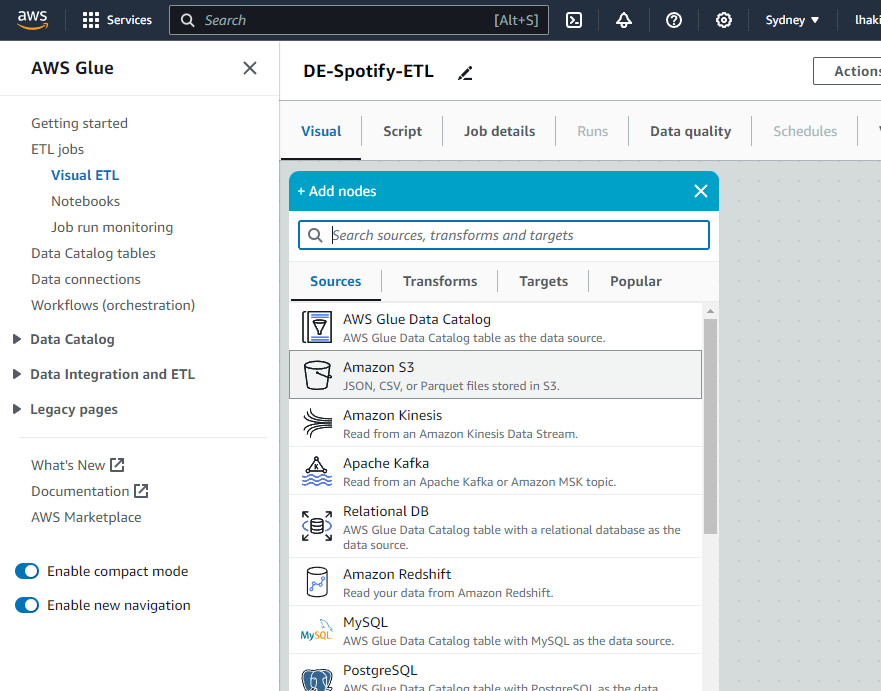 aws
Services
Search
[Alt+S]
Sydney
lhaki
AWS Glue
Getting started
ETL jobs
Visual ETL
Notebooks
Job run monitoring
Data Catalog tables
Data connections
Workflows (orchestration)
Data Catalog
Data Integration and ETL
Legacy pages
What's New
Documentation
AWS Marketplace
Enable compact mode
Enable new navigation
DE-Spotify-ETL
Actions
Visual
Script
Job details
Runs
Data quality
Schedules
+ Add nodes
Search sources, transforms and targets
Sources
Transforms
Targets
Popular
AWS Glue Data Catalog
AWS Glue Data Catalog table as the data source.
Amazon S3
JSON, CSV, or Parquet files stored in S3.
Amazon Kinesis
Read from an Amazon Kinesis Data Stream.
Apache Kafka
Read from an Apache Kafka or Amazon MSK topic.
Relational DB
AWS Glue Data Catalog table with a relational database as the
data source.
Amazon Redshift
Read your data from Amazon Redshift.
MySQL
MySQL
AWS Glue Data Catalog table with MySQL as the data source.
PostgreSQL
AWS Glue Data Catalog table with PostgreSQL as the data